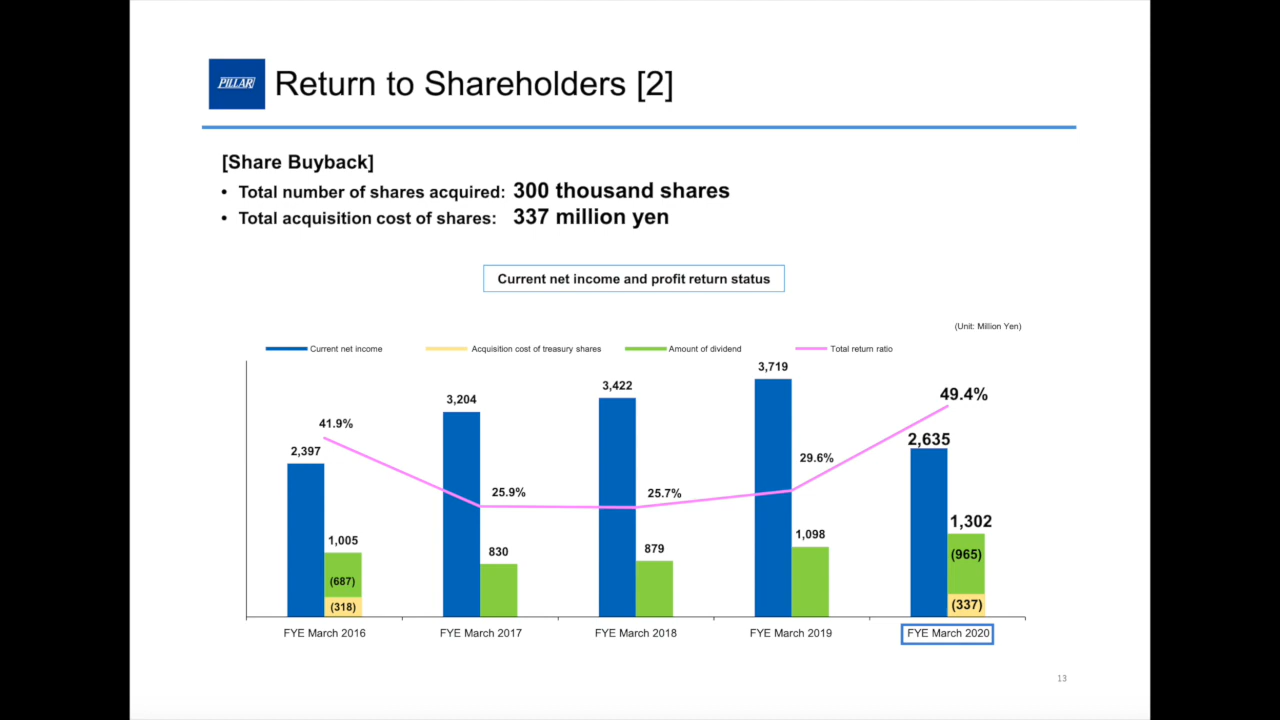 PILLAR
Return to Shareholders [2]
[Share Buyback]
• Total number of shares acquired: 300 thousand shares
• Total acquisition cost of shares: 337 million yen
Current net income and profit return status
(Unit: Million Yen)
Current net income Acquisition cost of treasury shares Amount of dividend Total return ratio
3,719
3,422
49.4%
3,204
41.9%
2,635
2,397
29.6%
25.9%
25.7%
1,302
1,098
1,005
830
879
(965)
(687)
(337)
(318)
FYE March 2016 FYE March 2017 FYE March 2018 FYE March 2019 FYE March 2020
13